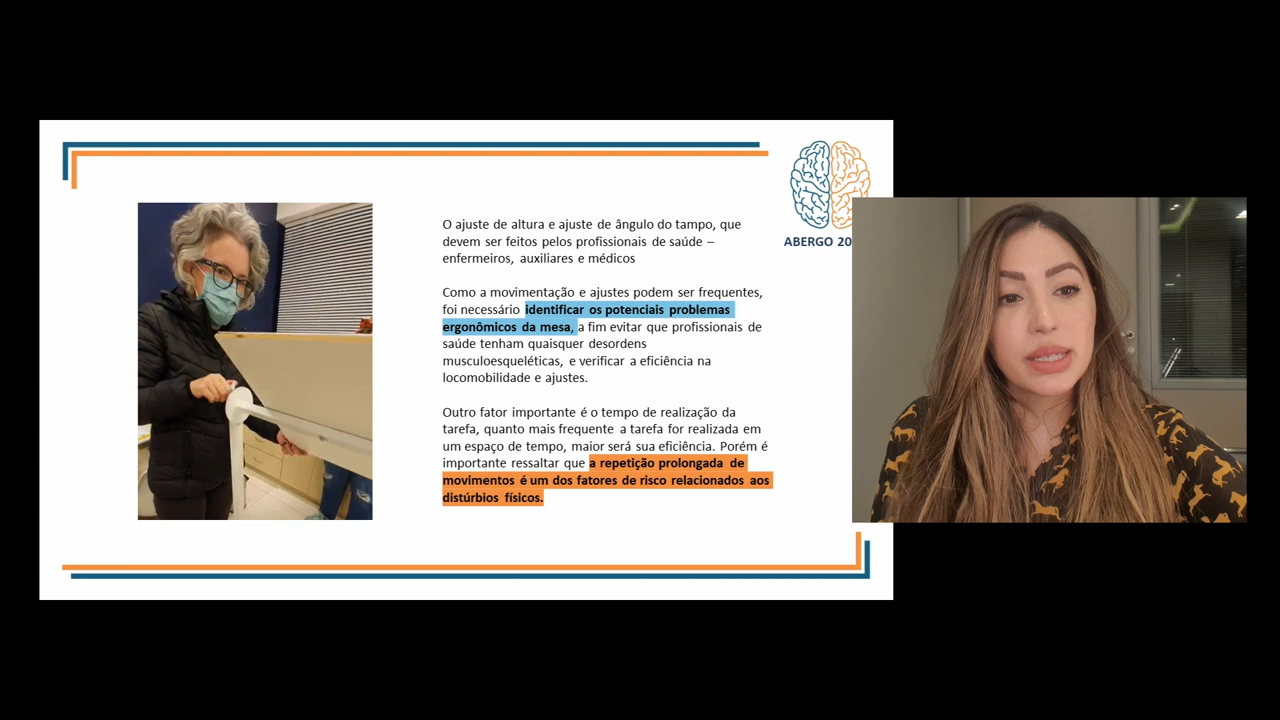 O ajuste de altura e ajuste de ângulo do tampo, que
devem ser feitos pelos profissionais de saúde –
enfermeiros, auxiliares e médicos
Como a movimentação e ajustes podem ser frequentes,
foi necessário identificar os potenciais problemas
ergonômicos da mesa, a fim evitar que profissionais de
saúde tenham quaisquer desordens
musculoesqueléticas, e verificar a eficiência na
locomobilidade e ajustes.
Outro fator importante é o tempo de realização da
tarefa, quanto mais frequente a tarefa for realizada em
um espaço de tempo, maior será sua eficiência. Porém é
importante ressaltar que a repetição prolongada de
movimentos é um dos fatores de risco relacionados aos
distúrbios físicos.
ABERGO 20